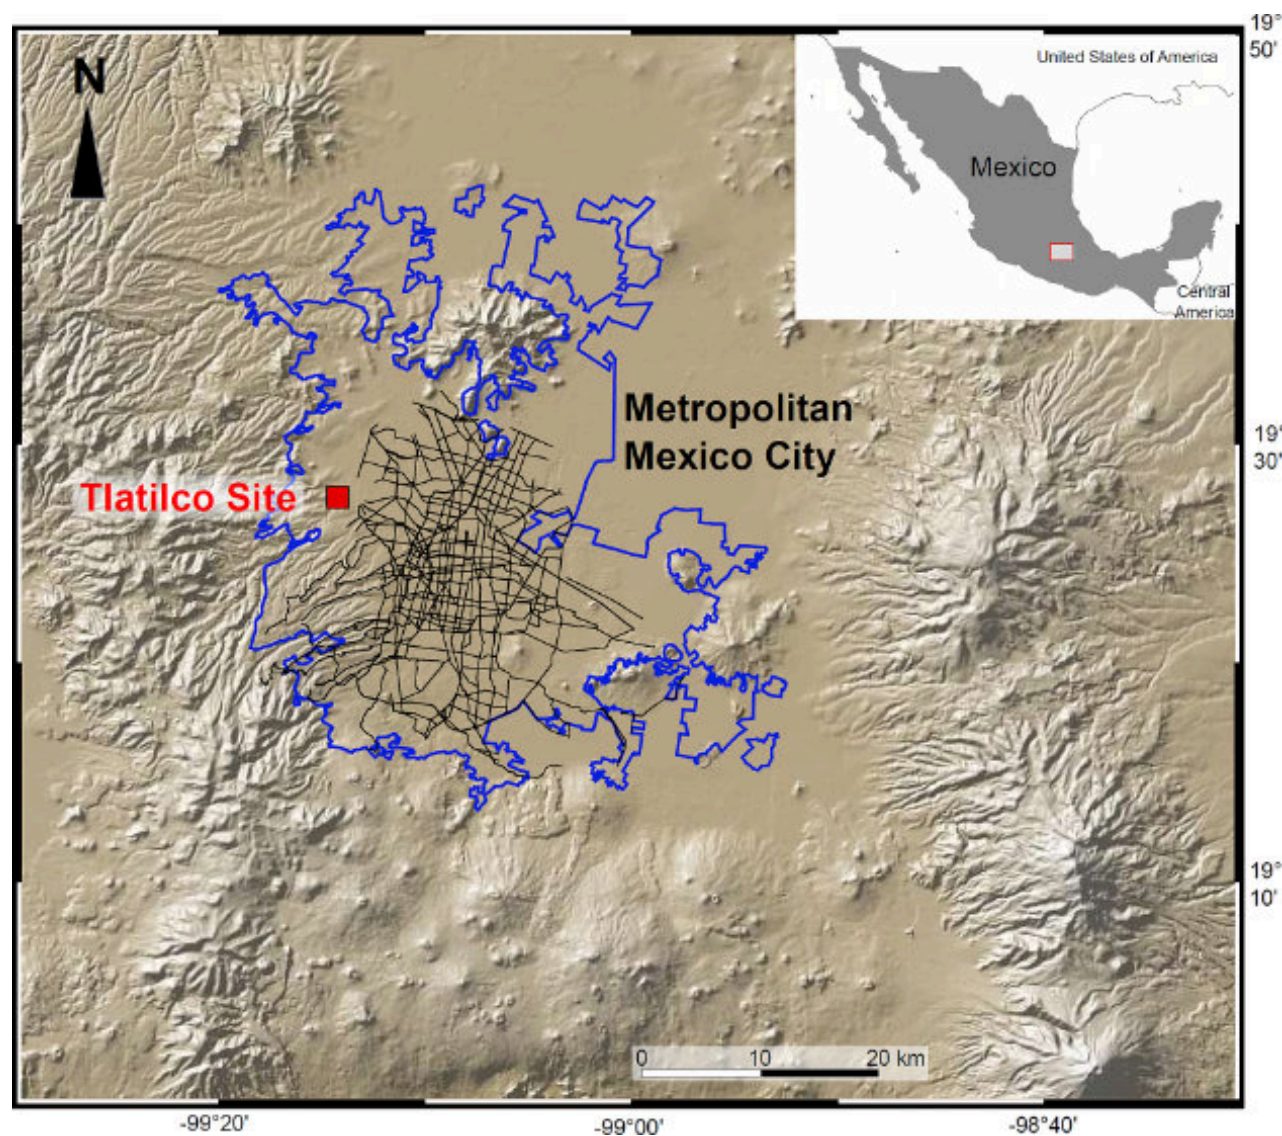 N
19°
50'
United States of America
Mexico
Central
America
Metropolitan
Mexico City
19°
30'
Tlatilco Site
19°
10'
0 10 20 km
-99°20' -99°00' -98°40'